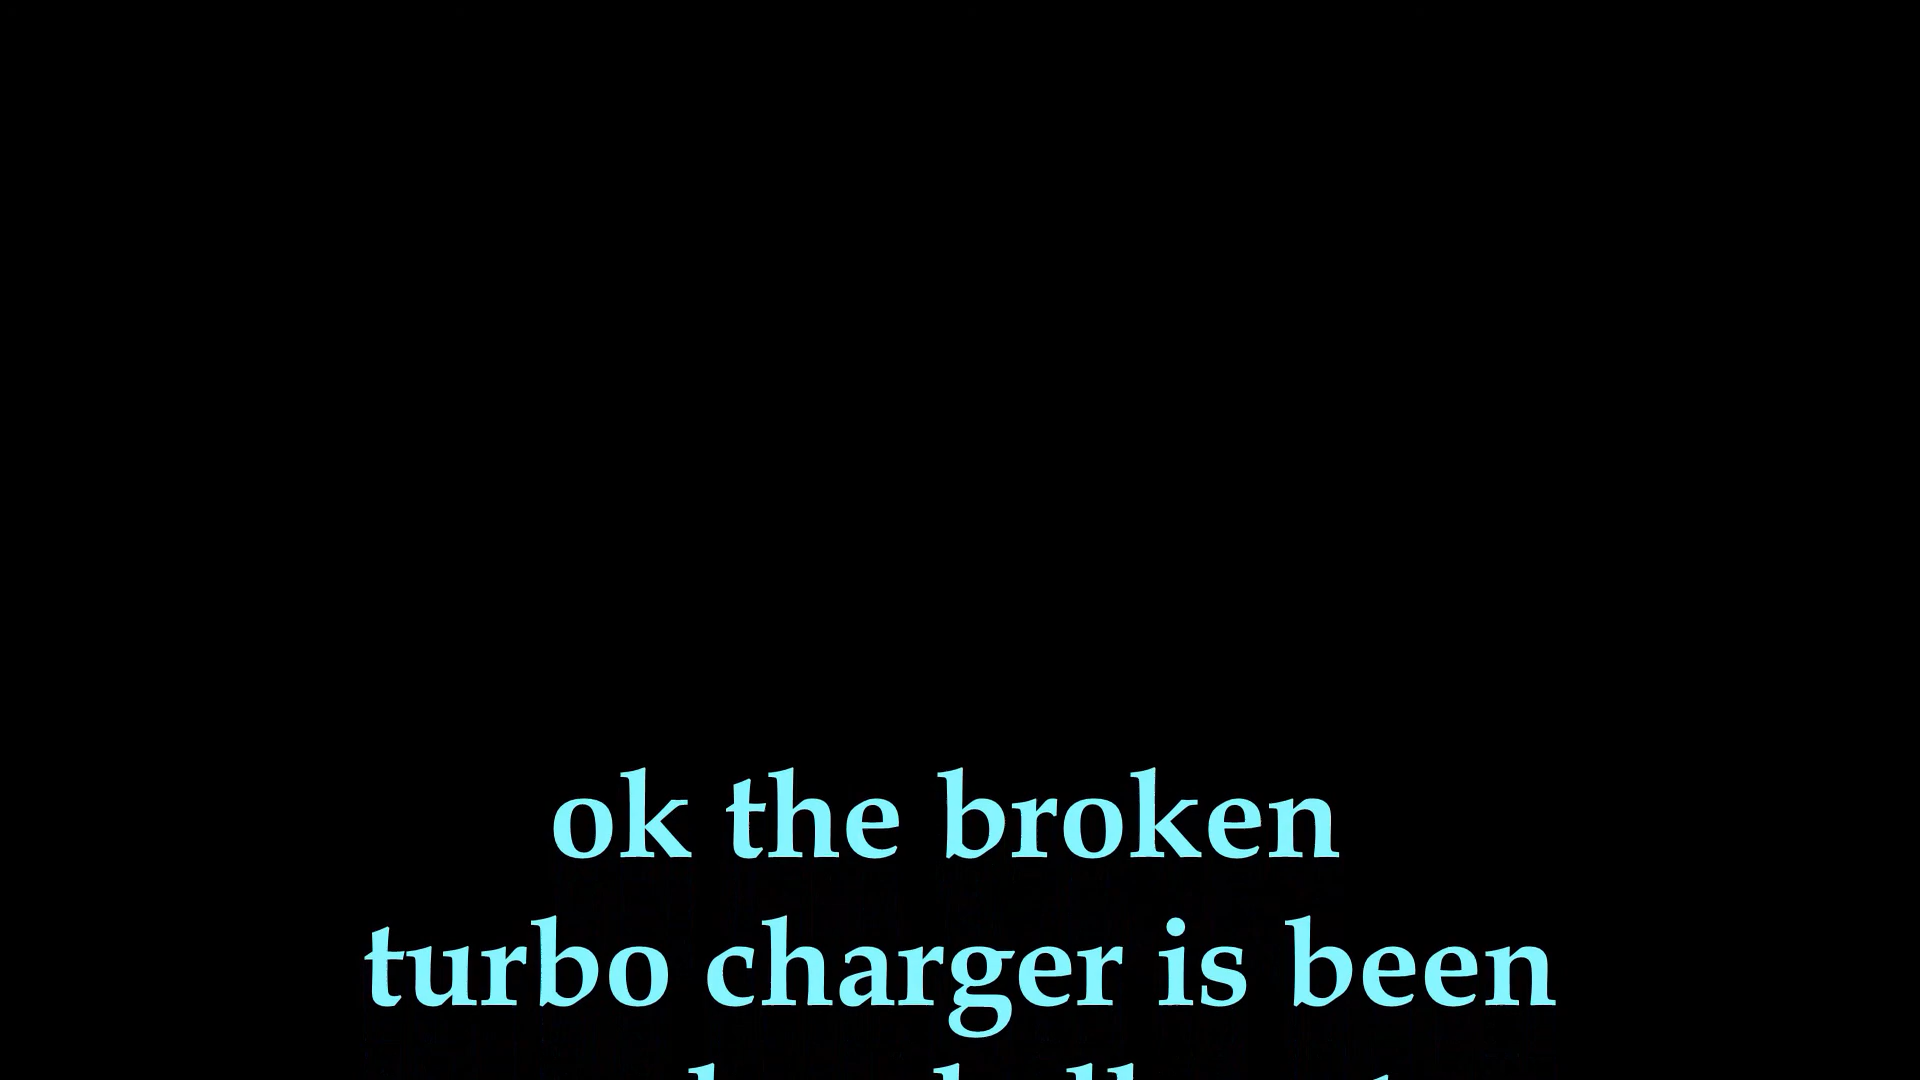 ok the broken
turbo charger is been